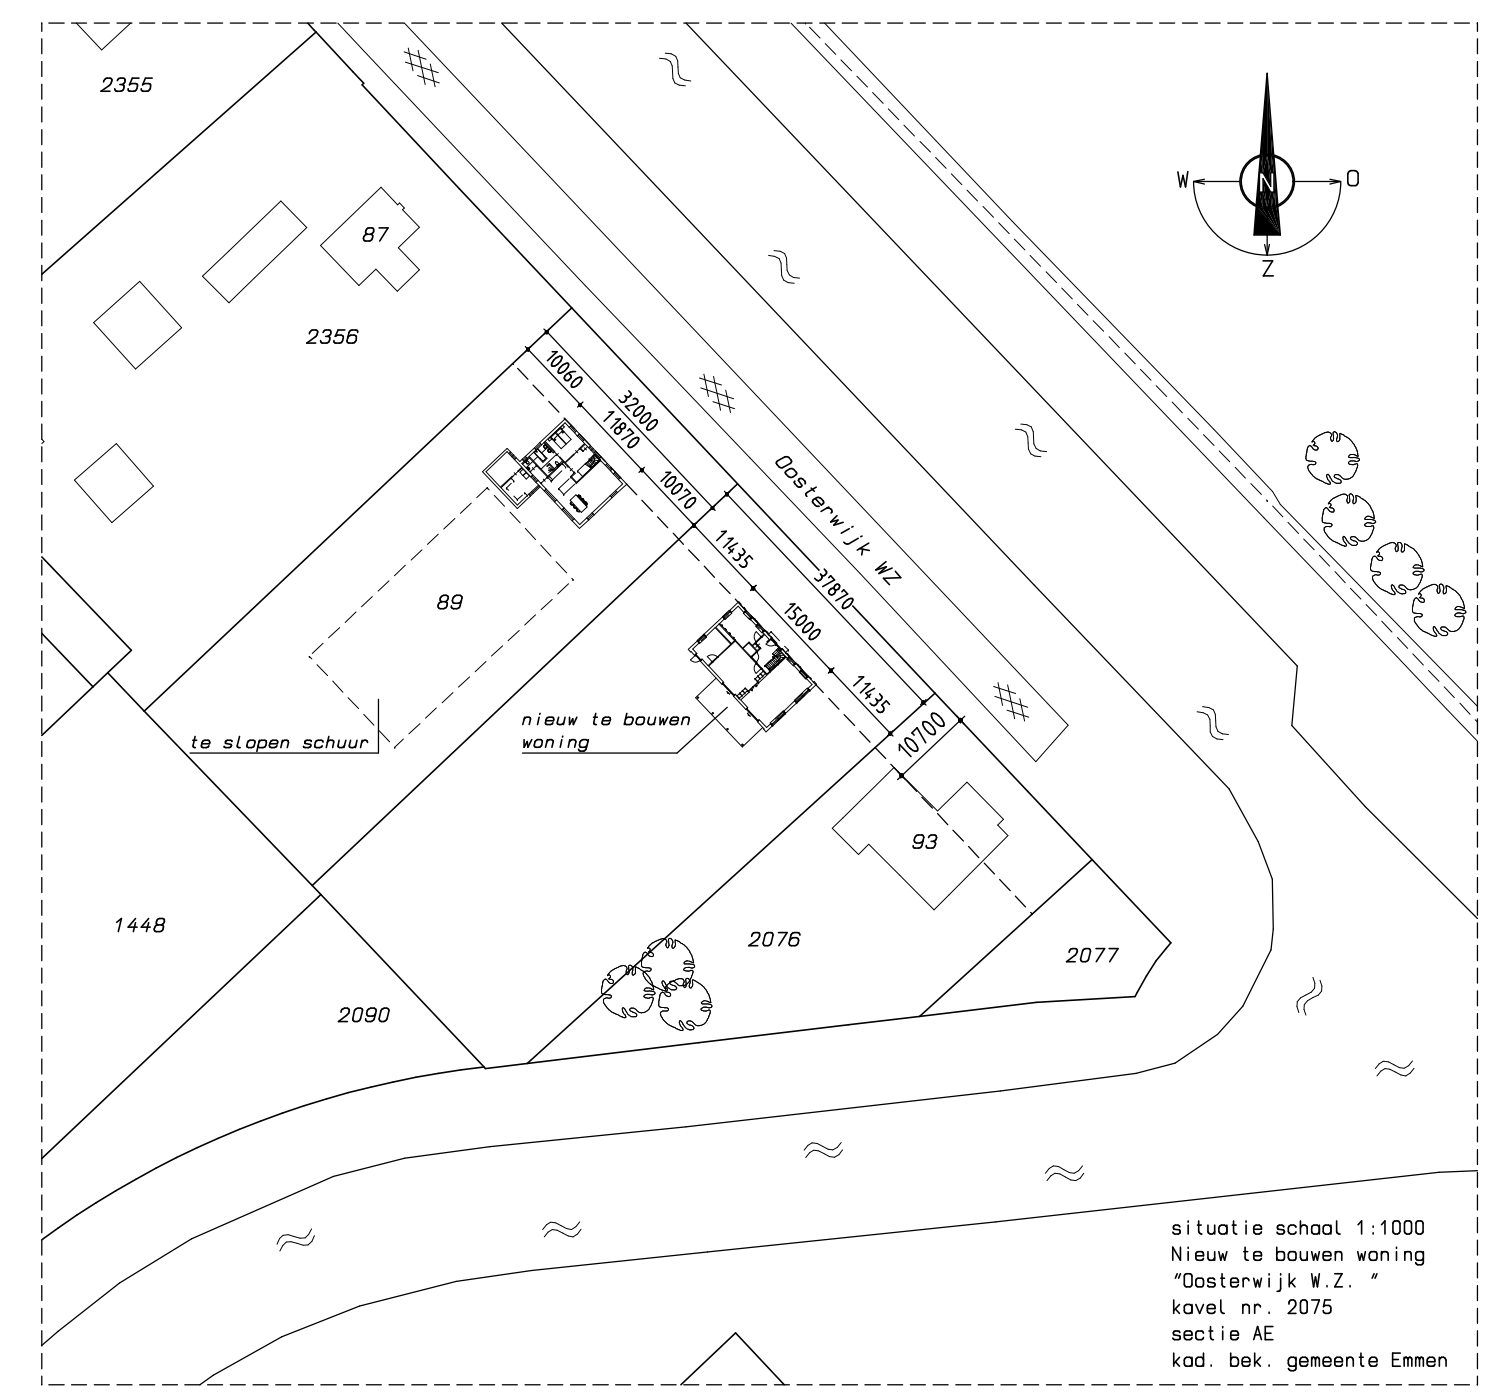 2355
87
W
N
O
Z
2356
10060
32000
11870
10070
Oosterwijk WZ
11435
37870
15000
11435
10700
89
te slopen schuur
nieuw te bouwen
woning
93
1448
2076
2077
2090
situatie schaal 1:1000
Nieuw te bouwen woning
"Oosterwijk W.Z. "
kavel nr. 2075
sectie AE
kad. bek. gemeente Emmen